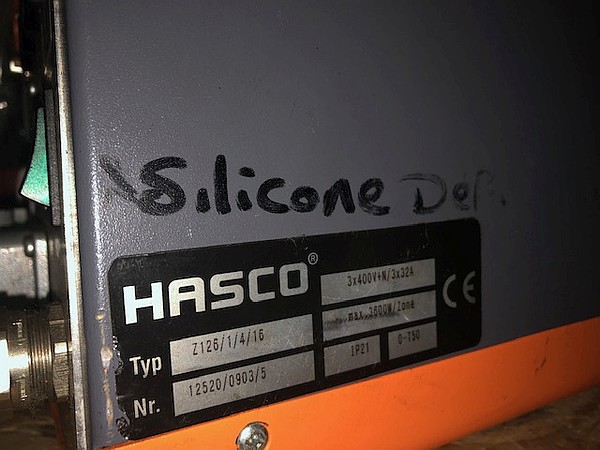 Silicone Dep.
HASCO®
3x400V+N/3x32A
max.3600W/Zone
CE
Typ Z126/1/4/16
IP21 0-750
Nr. 12520/0903/5